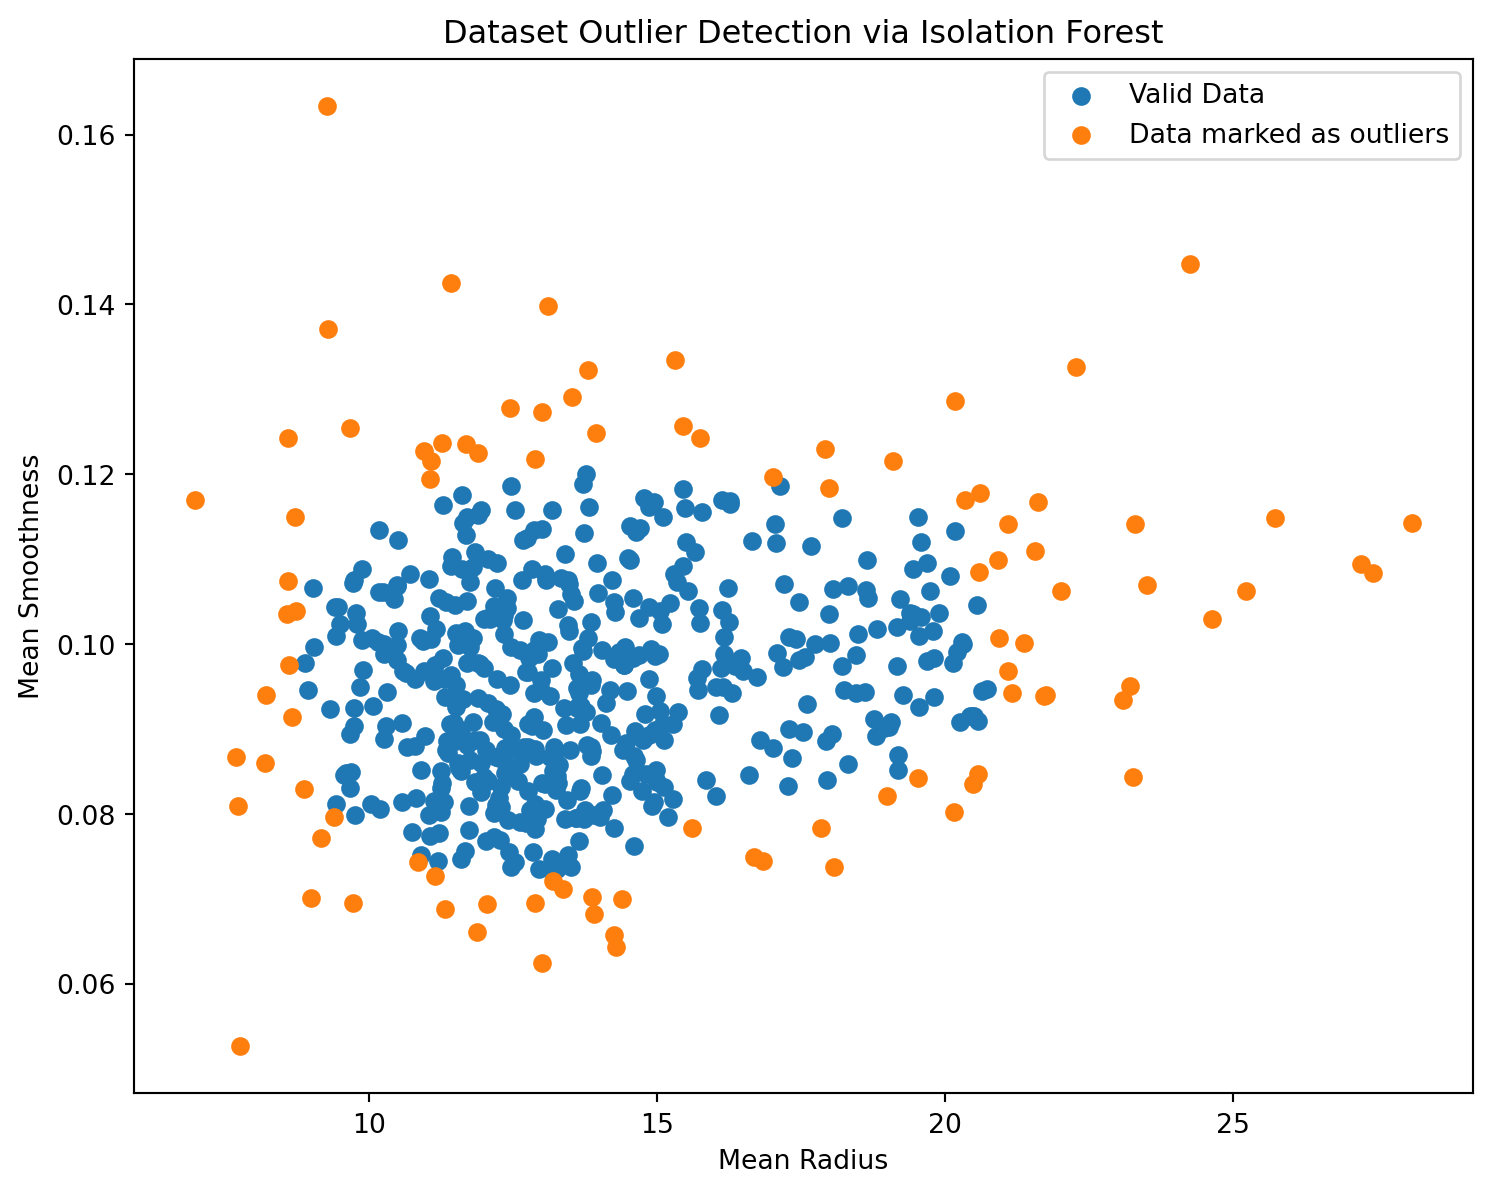 Dataset Outlier Detection via Isolation Forest
Valid Data
Data marked as outliers
0.16
0.14
0.12
0.10
0.08
0.06
Mean Smoothness
10
15
20
25
Mean Radius